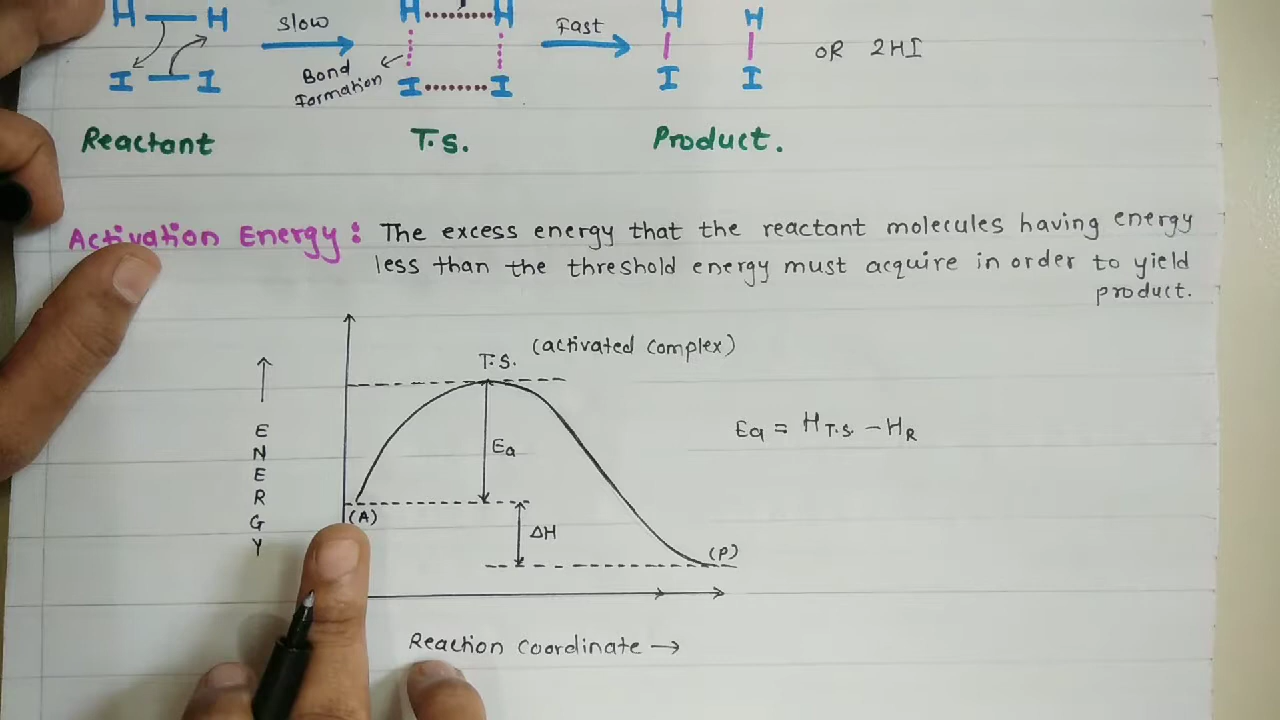 H H Slow H H Fast H H
OR 2HI
I I Bond I I I I
Formation
Reactant T.S. Product.
Activation Energy : The excess energy that the reactant molecules having energy
less than the threshold energy must acquire in order to yield
product.
T.S. (activated complex)
ENERGY
Ea
Ea = HT.S. - HR
(A)
ΔH
(P)
Reaction coordinate →